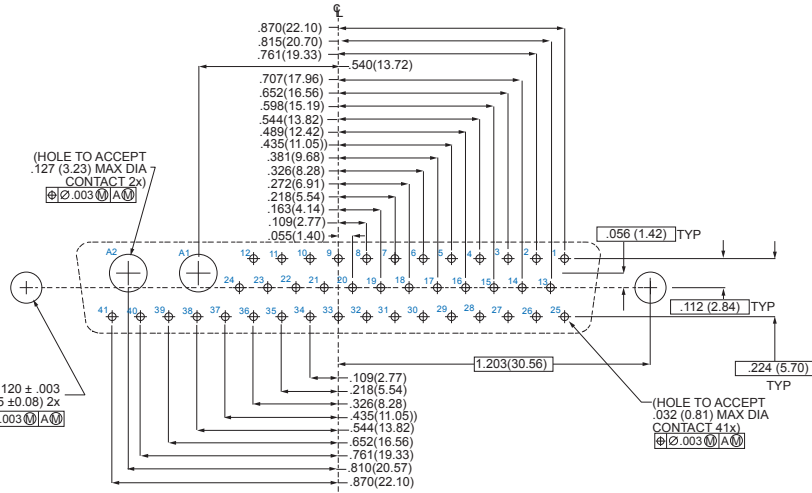 ℄
.870(22.10)
.815(20.70)
.761(19.33)
.540(13.72)
.707(17.96)
.652(16.56)
.598(15.19)
.544(13.82)
.489(12.42)
.435(11.05))
.381(9.68)
.326(8.28)
.272(6.91)
.218(5.54)
.163(4.14)
.109(2.77)
.055(1.40)
(HOLE TO ACCEPT
.127 (3.23) MAX DIA
CONTACT 2x)
⌖ Ø.003 Ⓜ A Ⓜ
.056 (1.42) TYP
A2 A1 12 11 10 9 8 7 6 5 4 3 2 1
24 23 22 21 20 19 18 17 16 15 14 13
41 40 39 38 37 36 35 34 33 32 31 30 29 28 27 26 25
.112 (2.84) TYP
1.203(30.56)
.224 (5.70)
TYP
120 ± .003
5 ±0.08) 2x
.003 Ⓜ A Ⓜ
.109(2.77)
.218(5.54)
.326(8.28)
.435(11.05))
.544(13.82)
.652(16.56)
.761(19.33)
.810(20.57)
.870(22.10)
(HOLE TO ACCEPT
.032 (0.81) MAX DIA
CONTACT 41x)
⌖ Ø.003 Ⓜ A Ⓜ